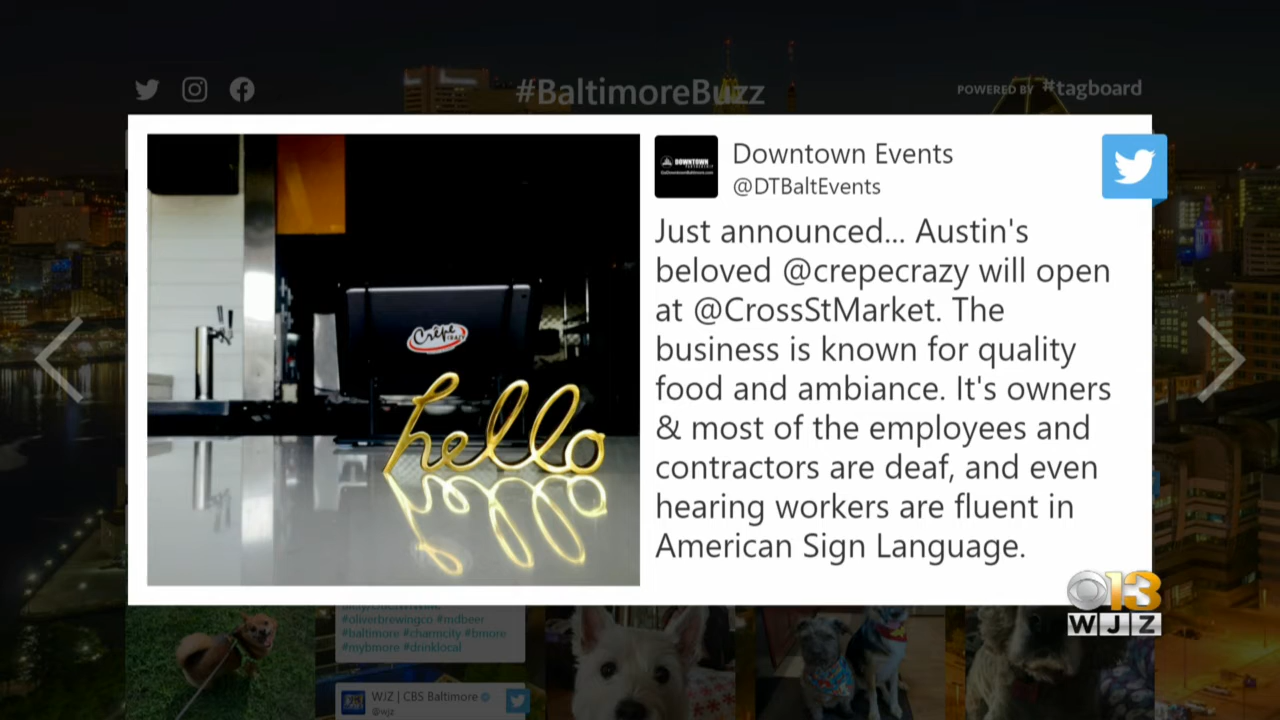 #BaltimoreBuzz
POWERED BY #tagboard
DOWNTOWN
Downtown Events
@DTBaltEvents
Just announced... Austin's
beloved @crepecrazy will open
at @CrossStMarket. The
business is known for quality
food and ambiance. It's owners
& most of the employees and
contractors are deaf, and even
hearing workers are fluent in
American Sign Language.
Crêpe
CRAZY
hello
#oliverbrewingco #mdbeer
#baltimore #charmcity #bmore
#mybmore #drinklocal
WJZ | CBS Baltimore
@wjz
13
WJZ